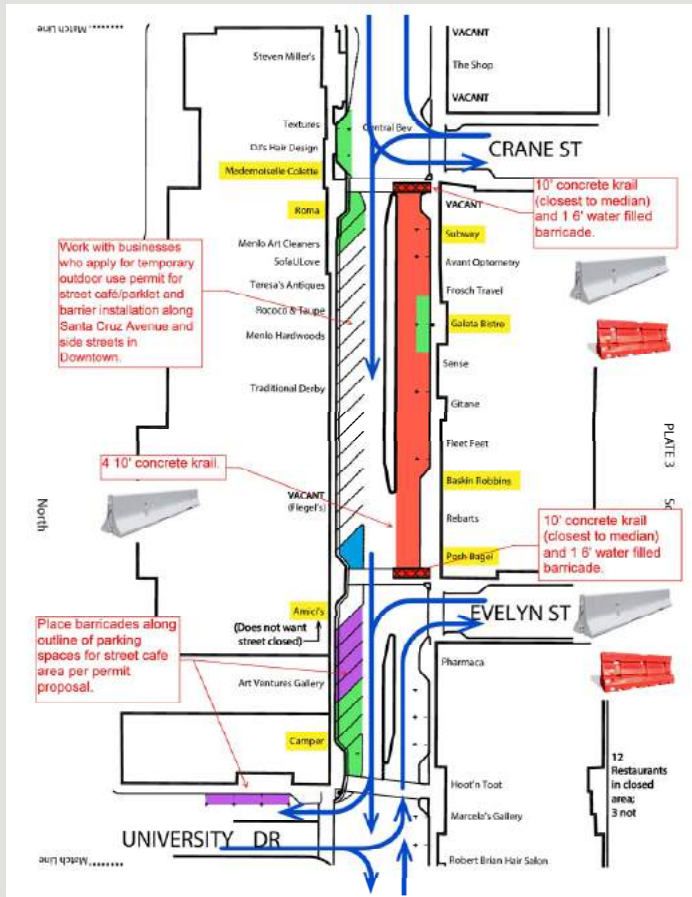 Match Line ........
Steven Miller's
VACANT
The Shop
VACANT
Textures
DJ's Hair Design
Mademoiselle Colette
Central Bev
CRANE ST
10' concrete krail
(closest to median)
and 1 6' water filled
barricade.
Roma
VACANT
Subway
Work with businesses
who apply for temporary
outdoor use permit for
street café/parklet and
barrier installation along
Santa Cruz Avenue and
side streets in
Downtown.
Menlo Art Cleaners
SofaULove
Teresa's Antiques
Rococo & Taupe
Menlo Hardwoods
Avant Optometry
Frosch Travel
Galata Bistro
Sense
Traditional Derby
Gitane
Fleet Feet
PLATE 3
4 10' concrete krail.
Baskin Robbins
VACANT
(Flegel's)
Rebarts
North
Posh Bagel
10' concrete krail
(closest to median)
and 1 6' water filled
barricade.
Amici's
(Does not want
street closed)
EVELYN ST
Place barricades along
outline of parking
spaces for street cafe
area per permit
proposal.
Pharmaca
Art Ventures Gallery
Camper
12
Restaurants
in closed
area;
3 not
Hoot'n Toot
Marcela's Gallery
UNIVERSITY DR
Robert Brian Hair Salon
Match Line ........